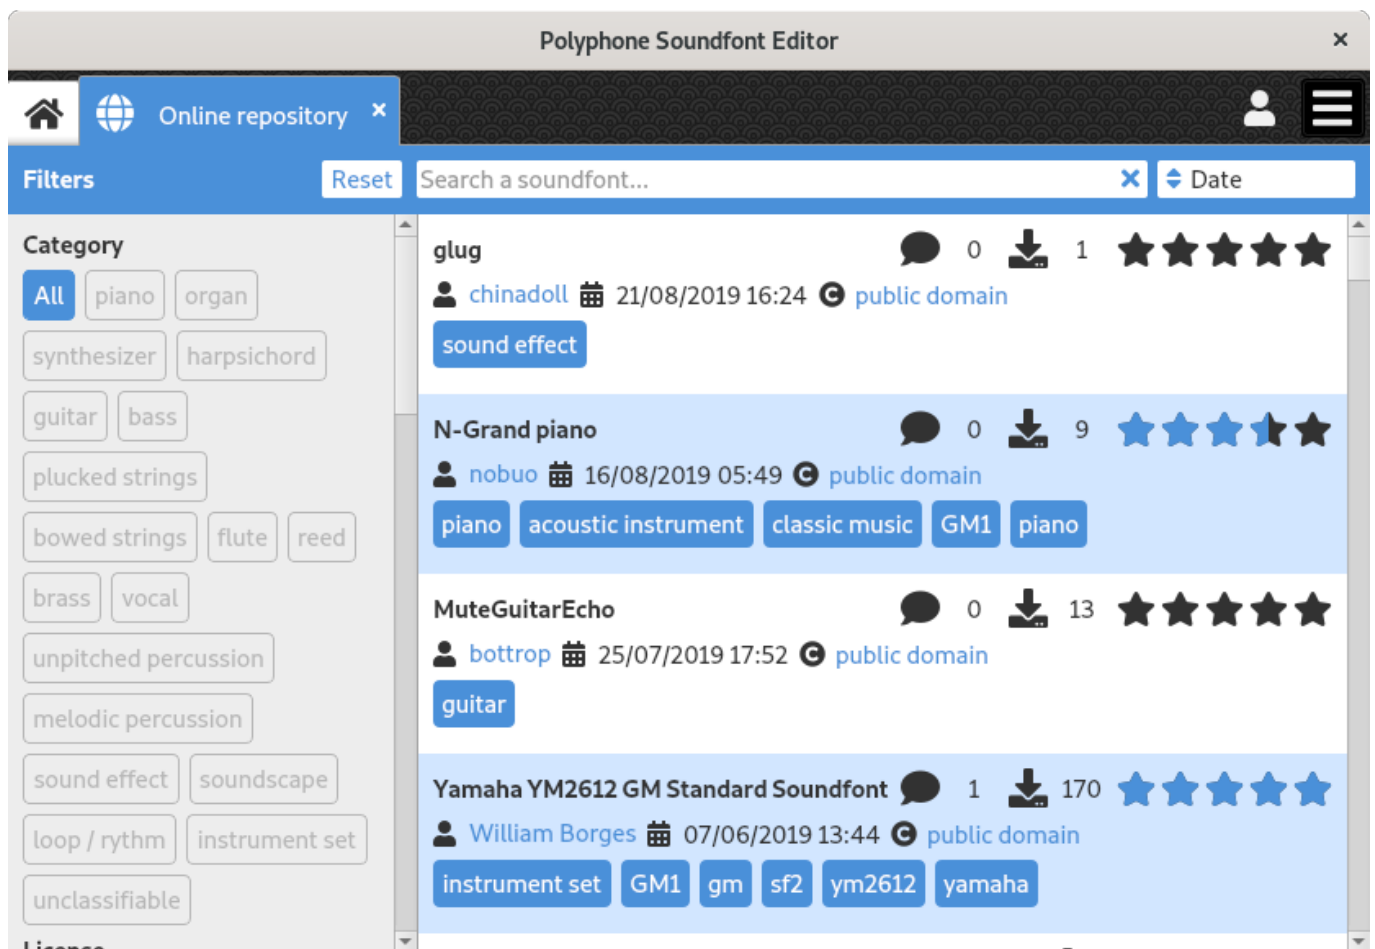 Polyphone Soundfont Editor
Online repository
Filters Reset Search a soundfont... Date
Category
All piano organ
synthesizer harpsichord
guitar bass
plucked strings
bowed strings flute reed
brass vocal
unpitched percussion
melodic percussion
sound effect soundscape
loop / rythm instrument set
unclassifiable
License
glug 0 1
chinadoll 21/08/2019 16:24 public domain
sound effect
N-Grand piano 0 9
nobuo 16/08/2019 05:49 public domain
piano acoustic instrument classic music GM1 piano
MuteGuitarEcho 0 13
bottrop 25/07/2019 17:52 public domain
guitar
Yamaha YM2612 GM Standard Soundfont 1 170
William Borges 07/06/2019 13:44 public domain
instrument set GM1 gm sf2 ym2612 yamaha